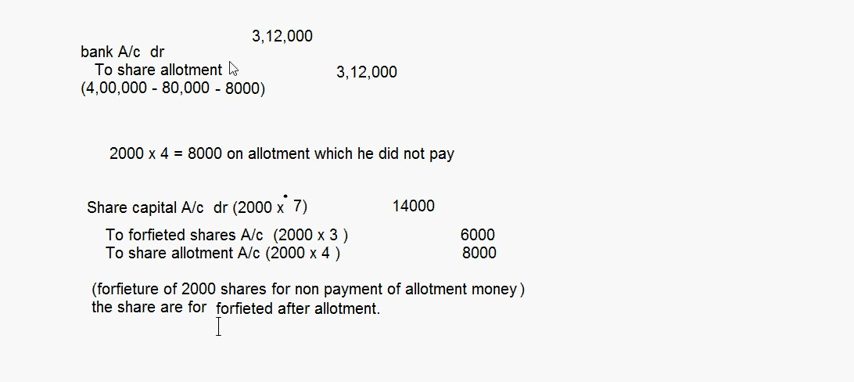 3,12,000
bank A/c dr
To share allotment 3,12,000
(4,00,000 - 80,000 - 8000)
2000 x 4 = 8000 on allotment which he did not pay
Share capital A/c dr (2000 x 7) 14000
To forfieted shares A/c (2000 x 3 ) 6000
To share allotment A/c (2000 x 4 ) 8000
(forfieture of 2000 shares for non payment of allotment money)
the share are for forfieted after allotment.